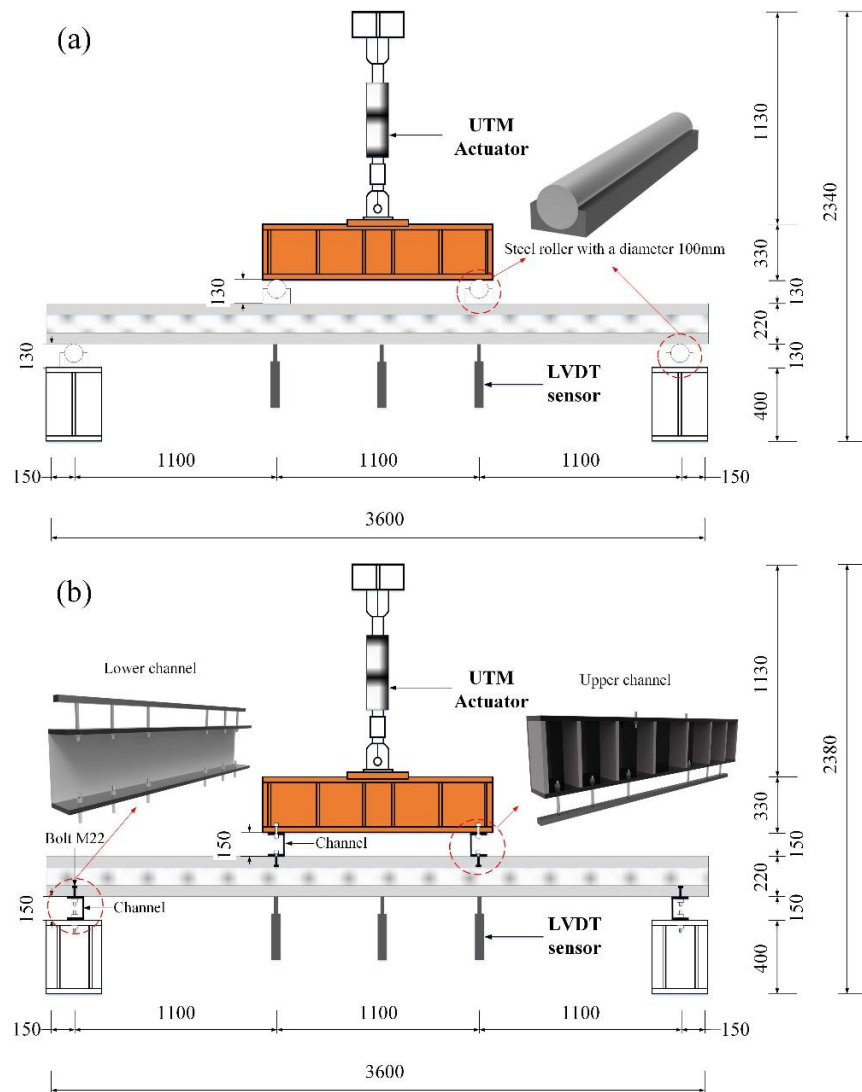 (a)
UTM
Actuator
Steel roller with a diameter 100mm
1130
2340
330
130
130
220
130
130
LVDT
sensor
400
150
1100
1100
1100
150
3600
(b)
Lower channel
UTM
Actuator
Upper channel
1130
2380
330
150
Channel
150
Bolt M22
220
150
Channel
150
LVDT
sensor
400
150
1100
1100
1100
150
3600